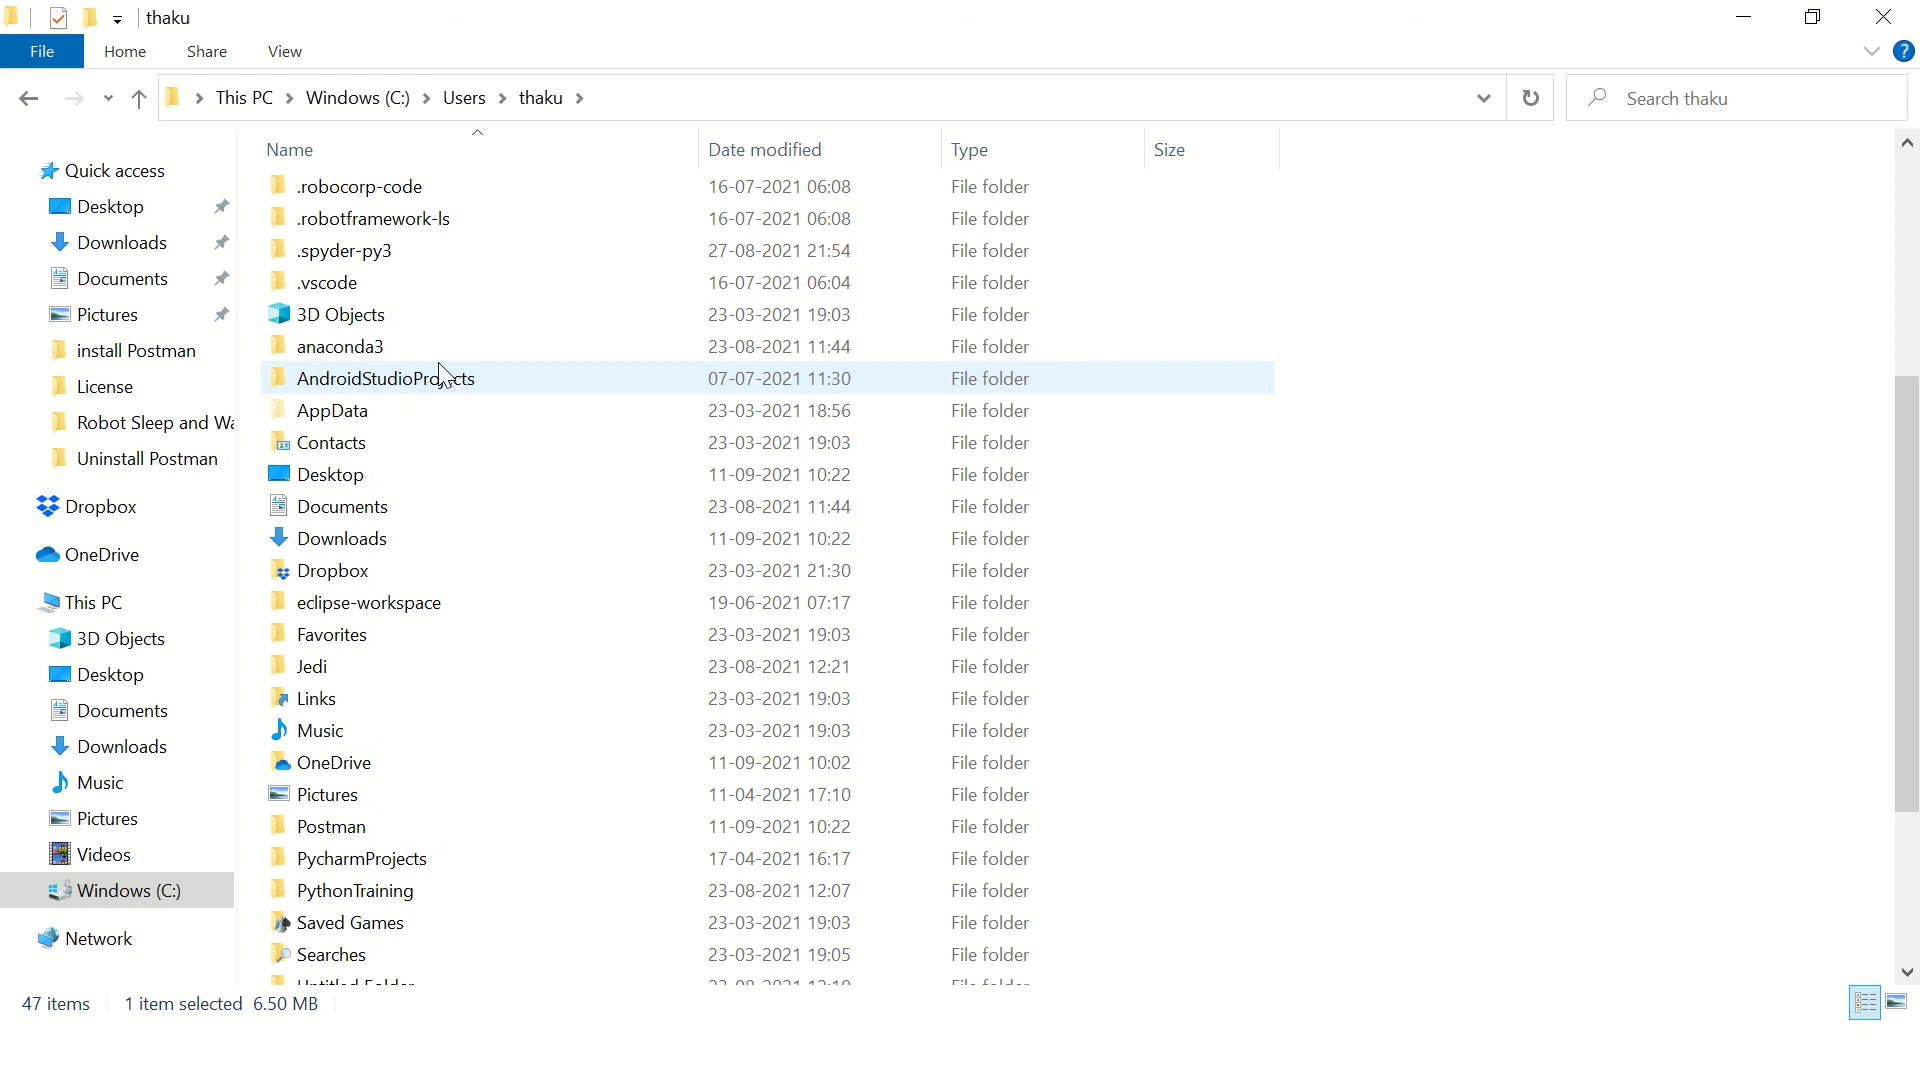 thaku
File Home Share View ?
This PC Windows (C:) Users thaku Search thaku
Name Date modified Type Size
Quick access
Desktop
Downloads
Documents
Pictures
install Postman
License
Robot Sleep and Wa
Uninstall Postman
Dropbox
OneDrive
This PC
3D Objects
Desktop
Documents
Downloads
Music
Pictures
Videos
Windows (C:)
Network
.robocorp-code 16-07-2021 06:08 File folder
.robotframework-ls 16-07-2021 06:08 File folder
.spyder-py3 27-08-2021 21:54 File folder
.vscode 16-07-2021 06:04 File folder
3D Objects 23-03-2021 19:03 File folder
anaconda3 23-08-2021 11:44 File folder
AndroidStudioProjects 07-07-2021 11:30 File folder
AppData 23-03-2021 18:56 File folder
Contacts 23-03-2021 19:03 File folder
Desktop 11-09-2021 10:22 File folder
Documents 23-08-2021 11:44 File folder
Downloads 11-09-2021 10:22 File folder
Dropbox 23-03-2021 21:30 File folder
eclipse-workspace 19-06-2021 07:17 File folder
Favorites 23-03-2021 19:03 File folder
Jedi 23-08-2021 12:21 File folder
Links 23-03-2021 19:03 File folder
Music 23-03-2021 19:03 File folder
OneDrive 11-09-2021 10:02 File folder
Pictures 11-04-2021 17:10 File folder
Postman 11-09-2021 10:22 File folder
PycharmProjects 17-04-2021 16:17 File folder
PythonTraining 23-08-2021 12:07 File folder
Saved Games 23-03-2021 19:03 File folder
Searches 23-03-2021 19:05 File folder
47 items 1 item selected 6.50 MB